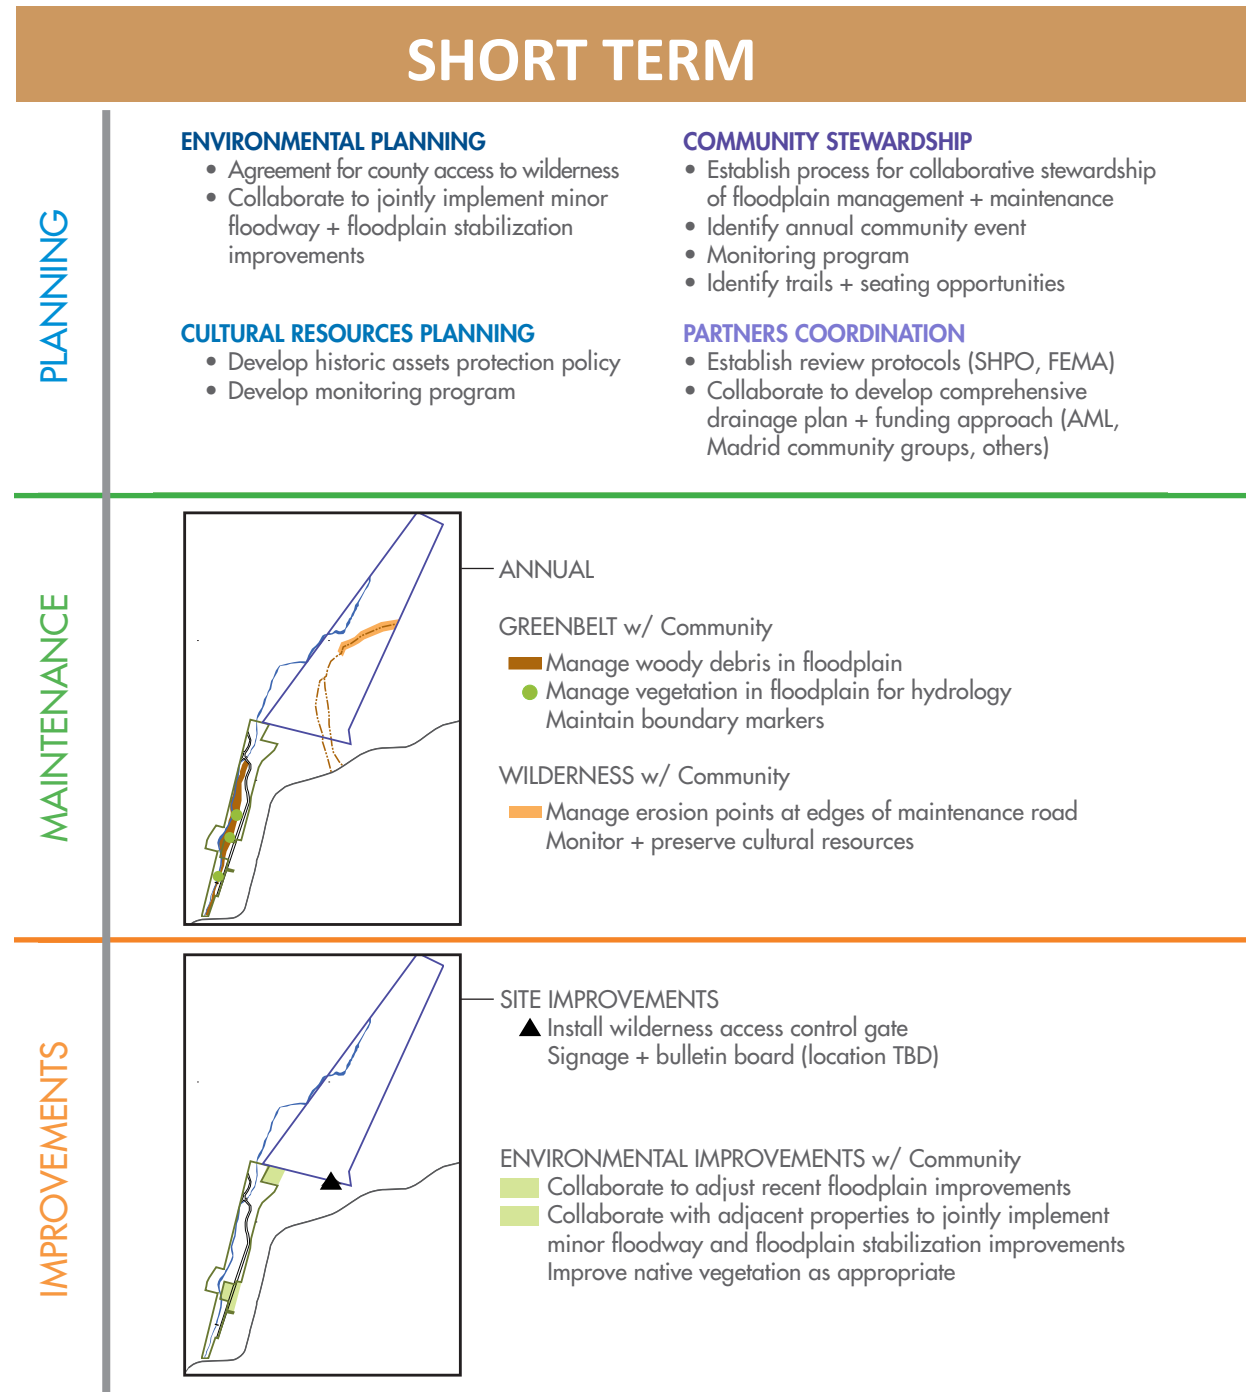 SHORT TERM
PLANNING
ENVIRONMENTAL PLANNING
• Agreement for county access to wilderness
• Collaborate to jointly implement minor
floodway + floodplain stabilization
improvements
CULTURAL RESOURCES PLANNING
• Develop historic assets protection policy
• Develop monitoring program
COMMUNITY STEWARDSHIP
• Establish process for collaborative stewardship
of floodplain management + maintenance
• Identify annual community event
• Monitoring program
• Identify trails + seating opportunities
PARTNERS COORDINATION
• Establish review protocols (SHPO, FEMA)
• Collaborate to develop comprehensive
drainage plan + funding approach (AML,
Madrid community groups, others)
MAINTENANCE
ANNUAL
GREENBELT w/ Community
Manage woody debris in floodplain
Manage vegetation in floodplain for hydrology
Maintain boundary markers
WILDERNESS w/ Community
Manage erosion points at edges of maintenance road
Monitor + preserve cultural resources
IMPROVEMENTS
SITE IMPROVEMENTS
Install wilderness access control gate
Signage + bulletin board (location TBD)
ENVIRONMENTAL IMPROVEMENTS w/ Community
Collaborate to adjust recent floodplain improvements
Collaborate with adjacent properties to jointly implement
minor floodway and floodplain stabilization improvements
Improve native vegetation as appropriate